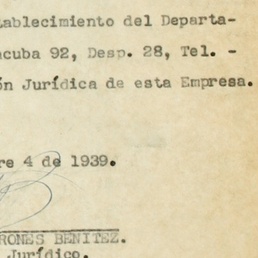 tablecimiento del Departa-
acuba 92, Desp. 28, Tel. -
ón Jurídica de esta Empresa.
re 4 de 1939.
RONES BENITEZ.
Jurídico.